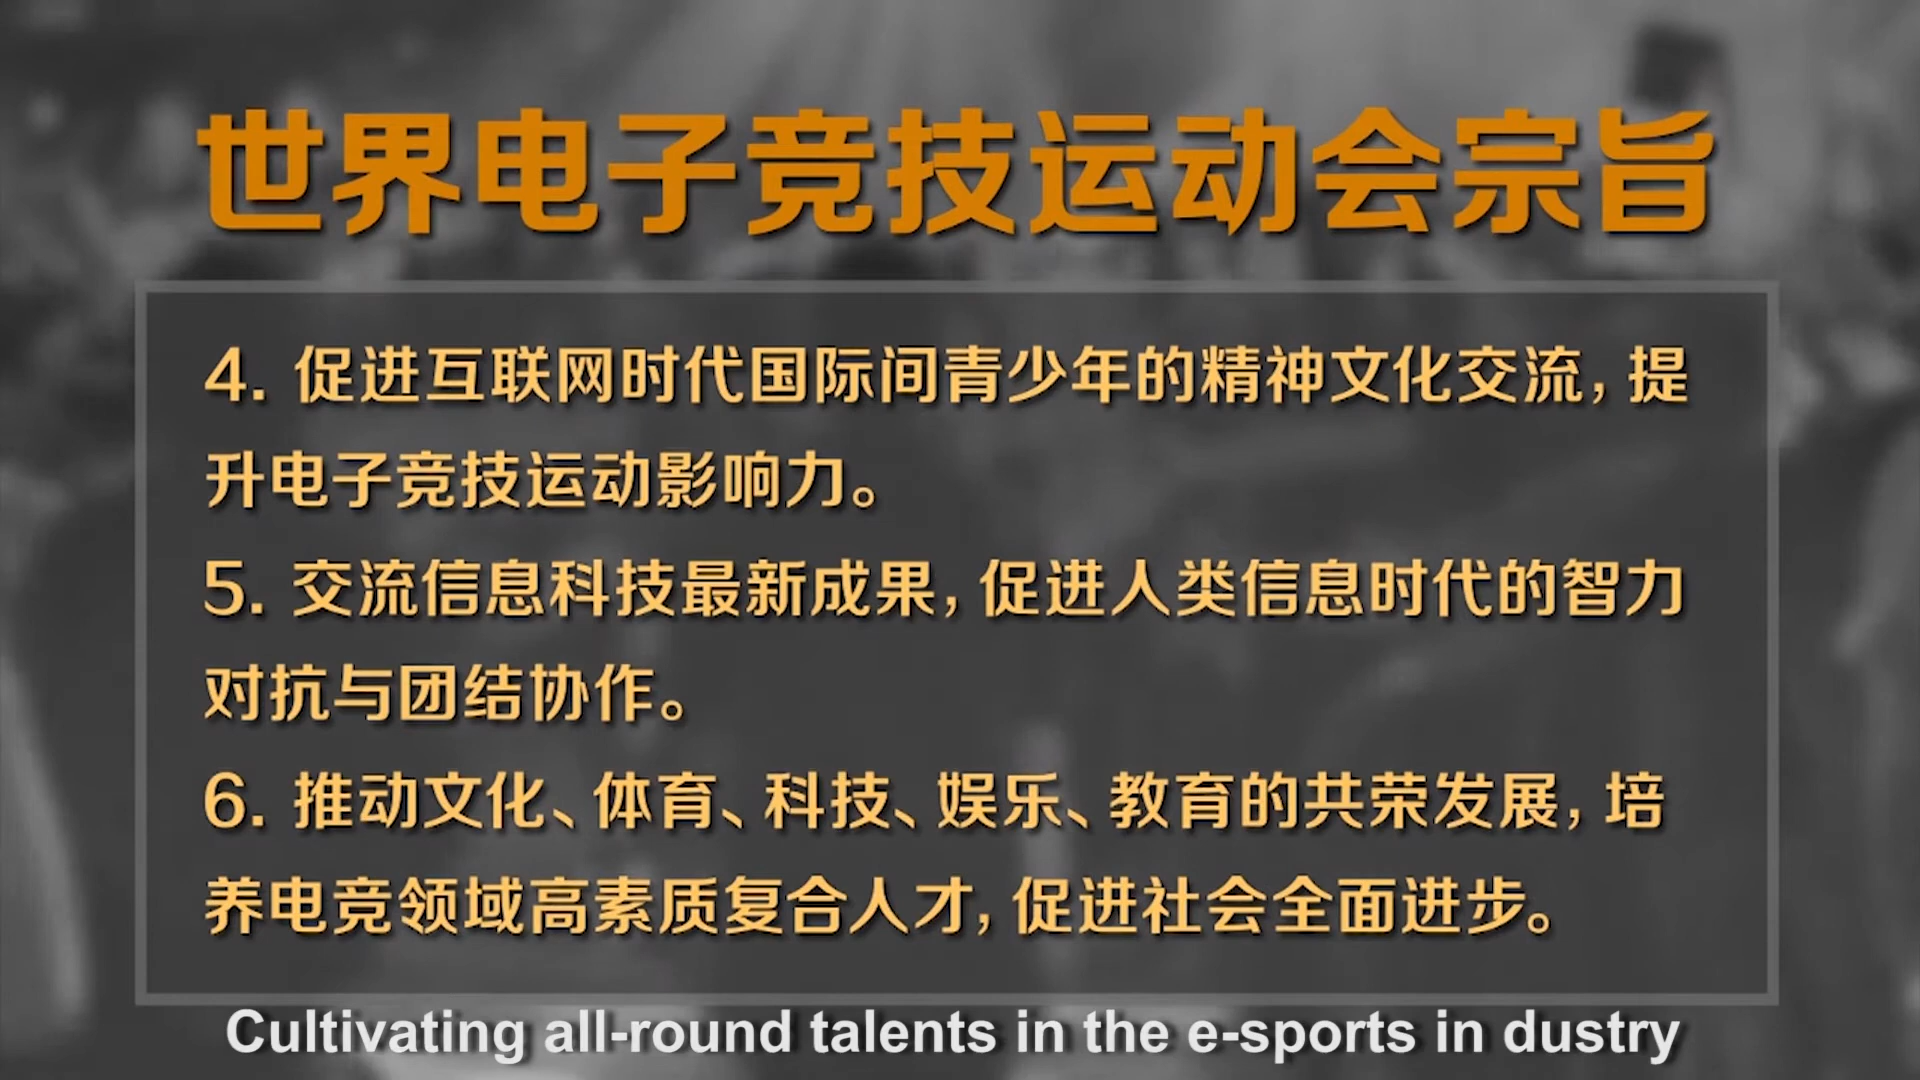 世界电子竞技运动会宗旨
4. 促进互联网时代国际间青少年的精神文化交流，提
升电子竞技运动影响力。
5. 交流信息科技最新成果，促进人类信息时代的智力
对抗与团结协作。
6. 推动文化、体育、科技、娱乐、教育的共荣发展，培
养电竞领域高素质复合人才，促进社会全面进步。
Cultivating all-round talents in the e-sports in dustry